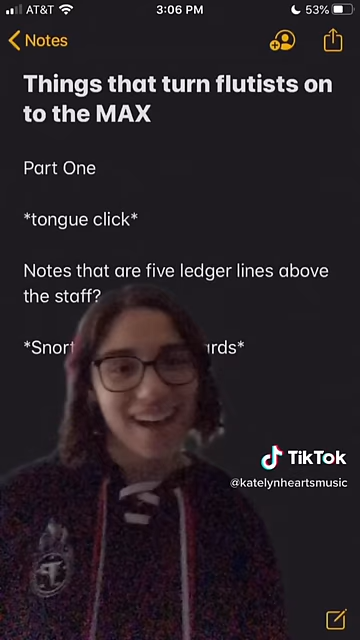 AT&T 3:06 PM 53%
Notes
Things that turn flutists on
to the MAX
Part One
*tongue click*
Notes that are five ledger lines above
the staff?
*Snort
TikTok
@katelynheartsmusic